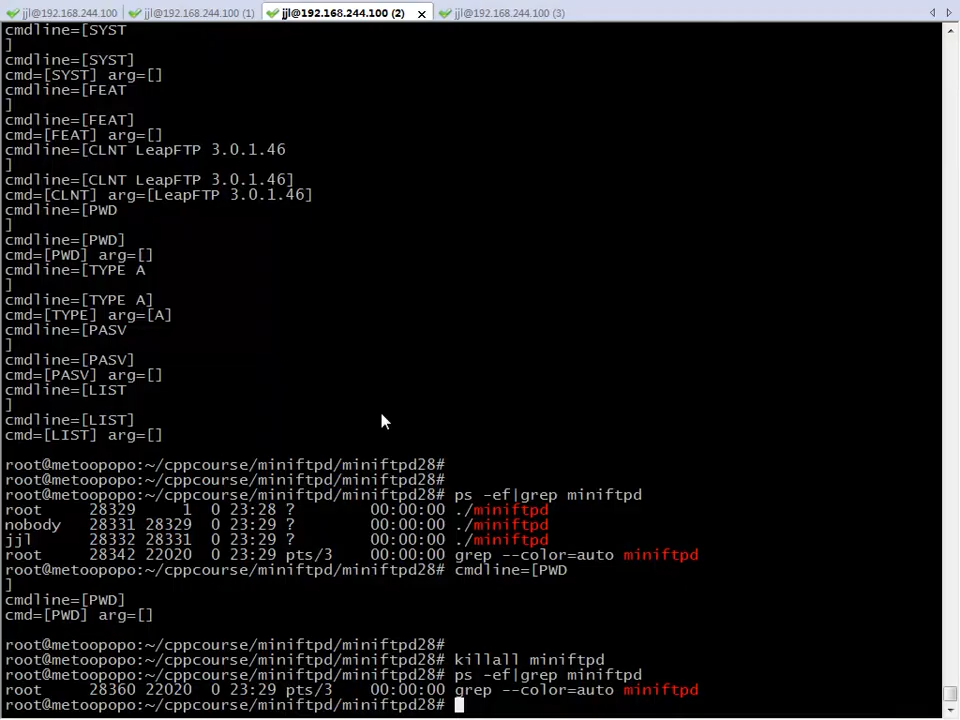 jjl@192.168.244.100
jjl@192.168.244.100 (1)
jjl@192.168.244.100 (2)
jjl@192.168.244.100 (3)
cmdline=[SYST
]
cmdline=[SYST]
cmd=[SYST] arg=[]
cmdline=[FEAT
]
cmdline=[FEAT]
cmd=[FEAT] arg=[]
cmdline=[CLNT LeapFTP 3.0.1.46
]
cmdline=[CLNT LeapFTP 3.0.1.46]
cmd=[CLNT] arg=[LeapFTP 3.0.1.46]
cmdline=[PWD
]
cmdline=[PWD]
cmd=[PWD] arg=[]
cmdline=[TYPE A
]
cmdline=[TYPE A]
cmd=[TYPE] arg=[A]
cmdline=[PASV
]
cmdline=[PASV]
cmd=[PASV] arg=[]
cmdline=[LIST
]
cmdline=[LIST]
cmd=[LIST] arg=[]
root@metoopopo:~/cppcourse/miniftpd/miniftpd28#
root@metoopopo:~/cppcourse/miniftpd/miniftpd28#
root@metoopopo:~/cppcourse/miniftpd/miniftpd28# ps -ef|grep miniftpd
root     28329     1  0 23:28 ?        00:00:00 ./miniftpd
nobody   28331 28329  0 23:29 ?        00:00:00 ./miniftpd
jjl      28332 28331  0 23:29 ?        00:00:00 ./miniftpd
root     28342 22020  0 23:29 pts/3    00:00:00 grep --color=auto miniftpd
root@metoopopo:~/cppcourse/miniftpd/miniftpd28# cmdline=[PWD
]
cmdline=[PWD]
cmd=[PWD] arg=[]
root@metoopopo:~/cppcourse/miniftpd/miniftpd28#
root@metoopopo:~/cppcourse/miniftpd/miniftpd28# killall miniftpd
root@metoopopo:~/cppcourse/miniftpd/miniftpd28# ps -ef|grep miniftpd
root     28360 22020  0 23:29 pts/3    00:00:00 grep --color=auto miniftpd
root@metoopopo:~/cppcourse/miniftpd/miniftpd28#